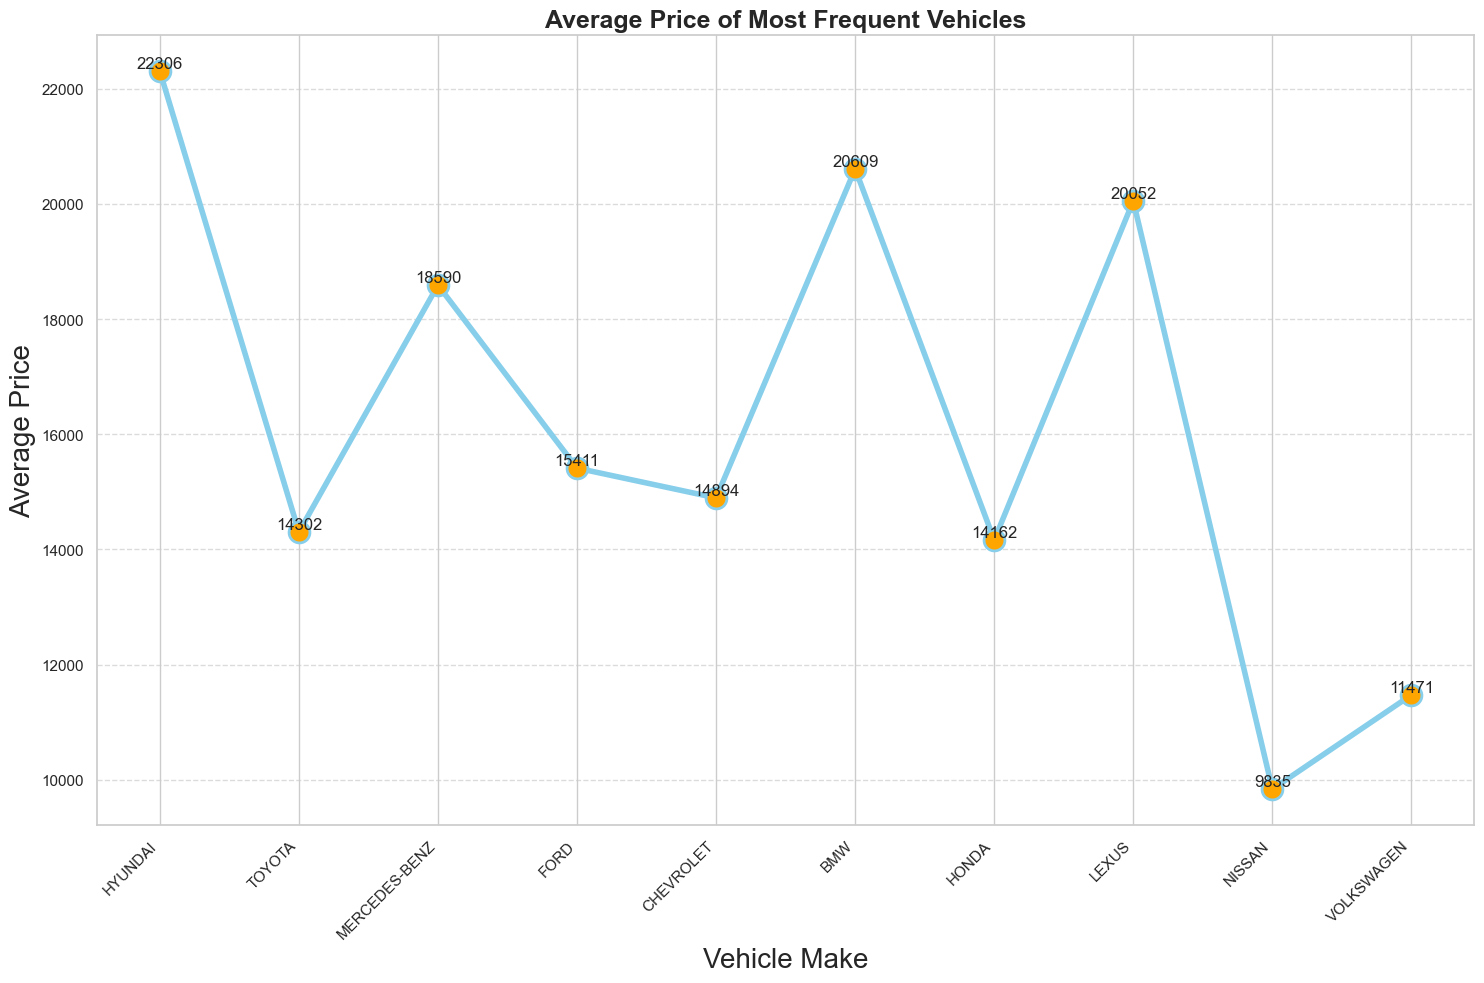 Average Price of Most Frequent Vehicles
22306
22000
20609
20052
20000
18590
18000
Average Price
16000
15411
14894
14302
14162
14000
12000
11471
10000
9835
HYUNDAI
TOYOTA
MERCEDES-BENZ
FORD
CHEVROLET
BMW
HONDA
LEXUS
NISSAN
VOLKSWAGEN
Vehicle Make